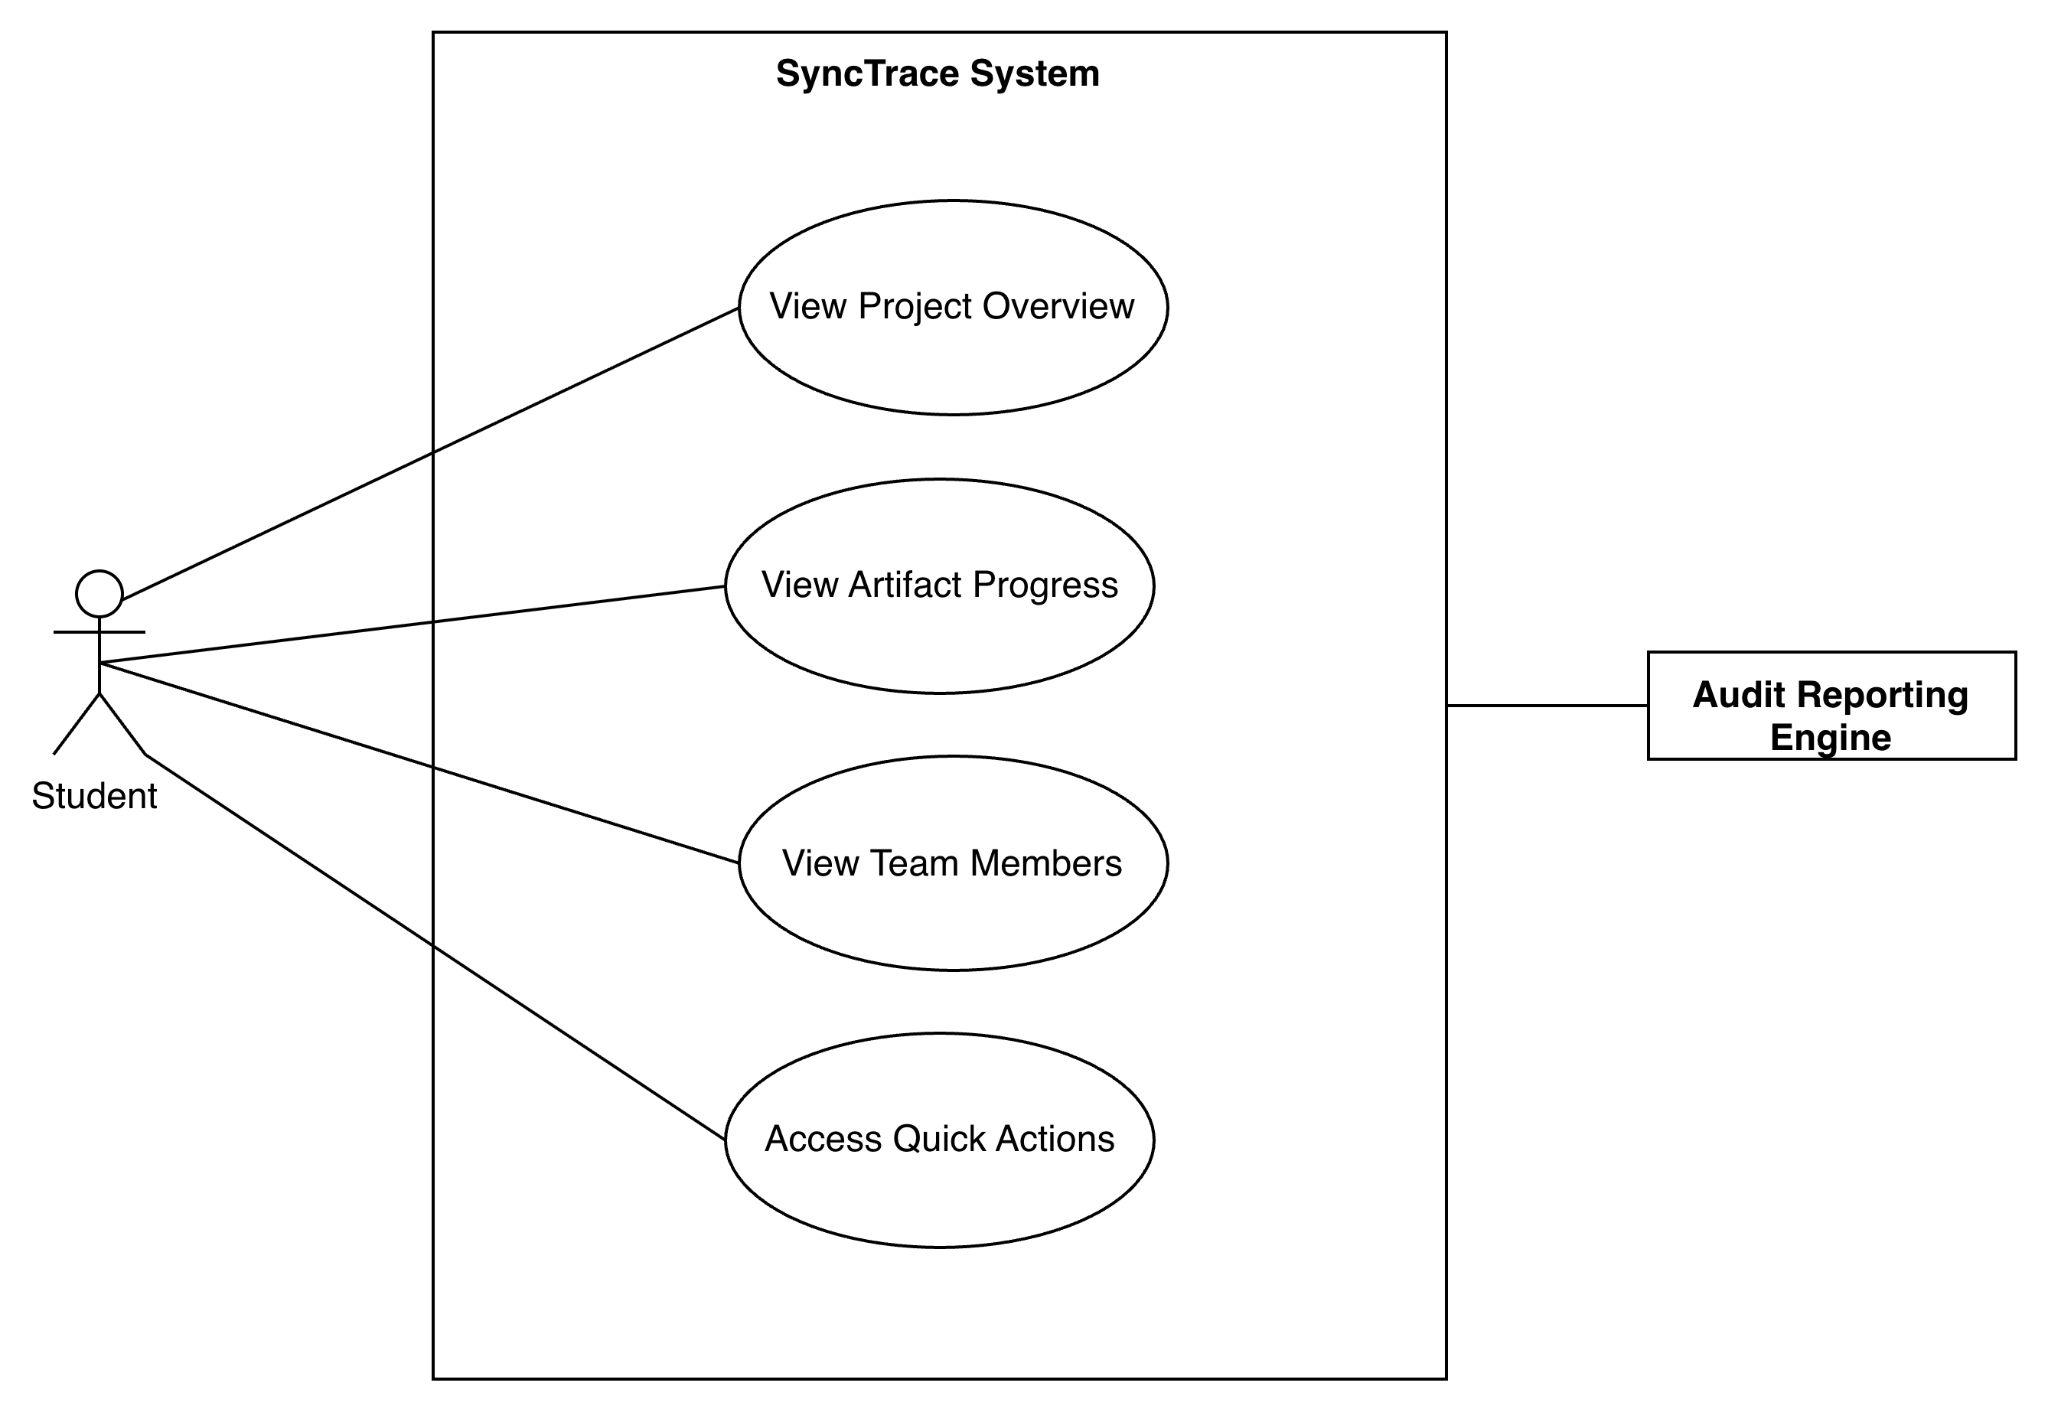 SyncTrace System
View Project Overview
View Artifact Progress
Student
View Team Members
Access Quick Actions
Audit Reporting
Engine